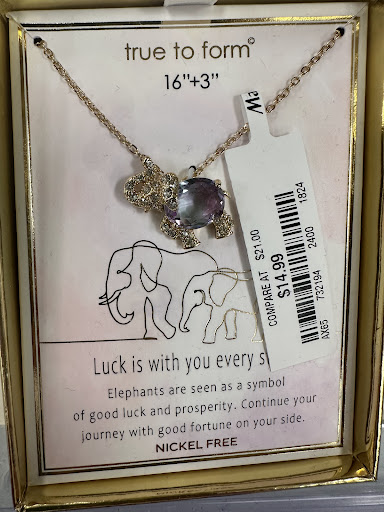 true to form©
16"+3"
Ma
COMPARE AT $21.00
$14.99
1824
2400
732194
AX65
Luck is with you every s
Elephants are seen as a symbol
of good luck and prosperity. Continue your
journey with good fortune on your side.
NICKEL FREE